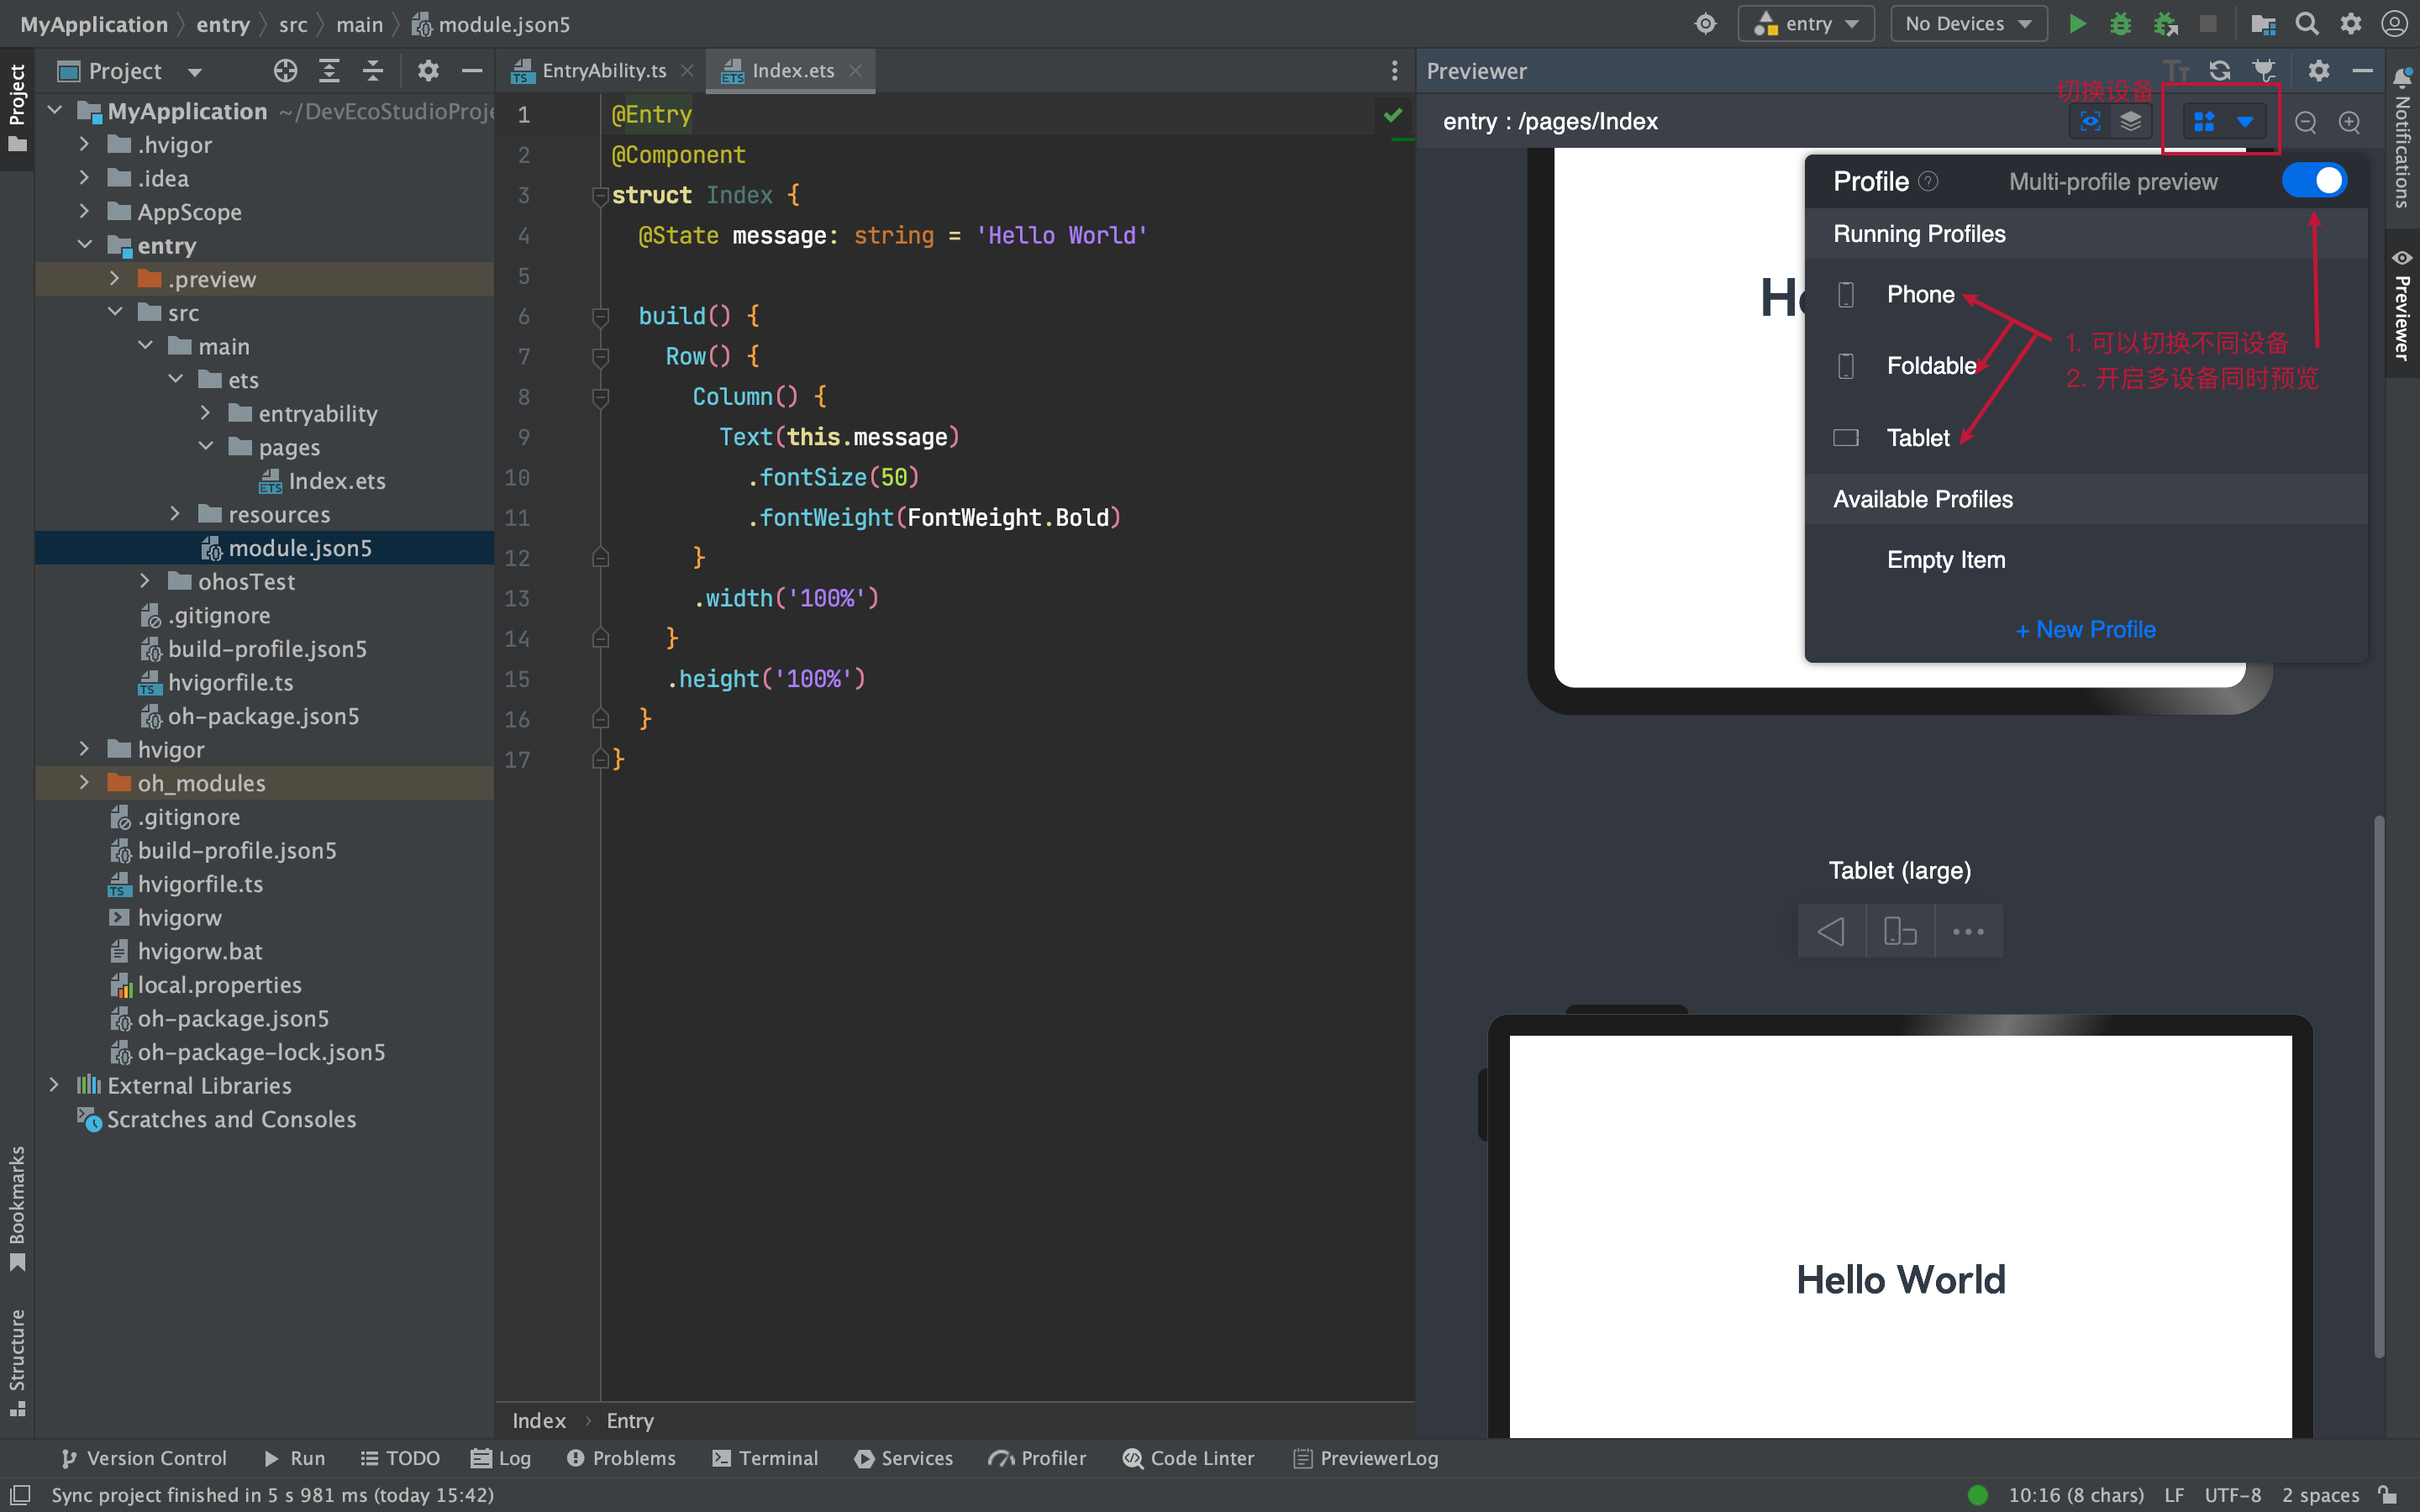 MyApplication entry src main module.json5
entry
No Devices
Project
EntryAbility.ts
Index.ets
Previewer
切换设备
entry : /pages/Index
Project
MyApplication ~/DevEcoStudioProje
.hvigor
.idea
AppScope
entry
.preview
src
main
ets
entryability
pages
Index.ets
resources
module.json5
ohosTest
.gitignore
build-profile.json5
hvigorfile.ts
oh-package.json5
hvigor
oh_modules
.gitignore
build-profile.json5
hvigorfile.ts
hvigorw
hvigorw.bat
local.properties
oh-package.json5
oh-package-lock.json5
External Libraries
Scratches and Consoles
Bookmarks
Structure
1 @Entry
2 @Component
3 struct Index {
4 @State message: string = 'Hello World'
5
6 build() {
7 Row() {
8 Column() {
9 Text(this.message)
10 .fontSize(50)
11 .fontWeight(FontWeight.Bold)
12 }
13 .width('100%')
14 }
15 .height('100%')
16 }
17 }
Index Entry
Profile ? Multi-profile preview
Running Profiles
Phone
Foldable
Tablet
1. 可以切换不同设备
2. 开启多设备同时预览
Available Profiles
Empty Item
+ New Profile
Tablet (large)
Hello World
Notifications
Previewer
Version Control
Run
TODO
Log
Problems
Terminal
Services
Profiler
Code Linter
PreviewerLog
Sync project finished in 5 s 981 ms (today 15:42)
10:16 (8 chars) LF UTF-8 2 spaces